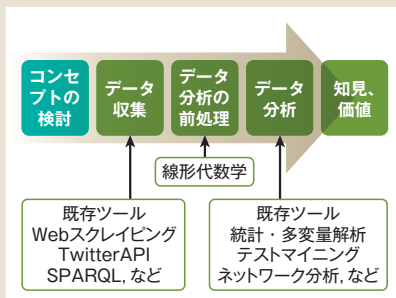 コンセ
プトの
検討
データ
収集
データ
分析の
前処理
データ
分析
知見、
価値
線形代数学
既存ツール
Webスクレイピング
TwitterAPI
SPARQL, など
既存ツール
統計・多変量解析
テストマイニング
ネットワーク分析, など